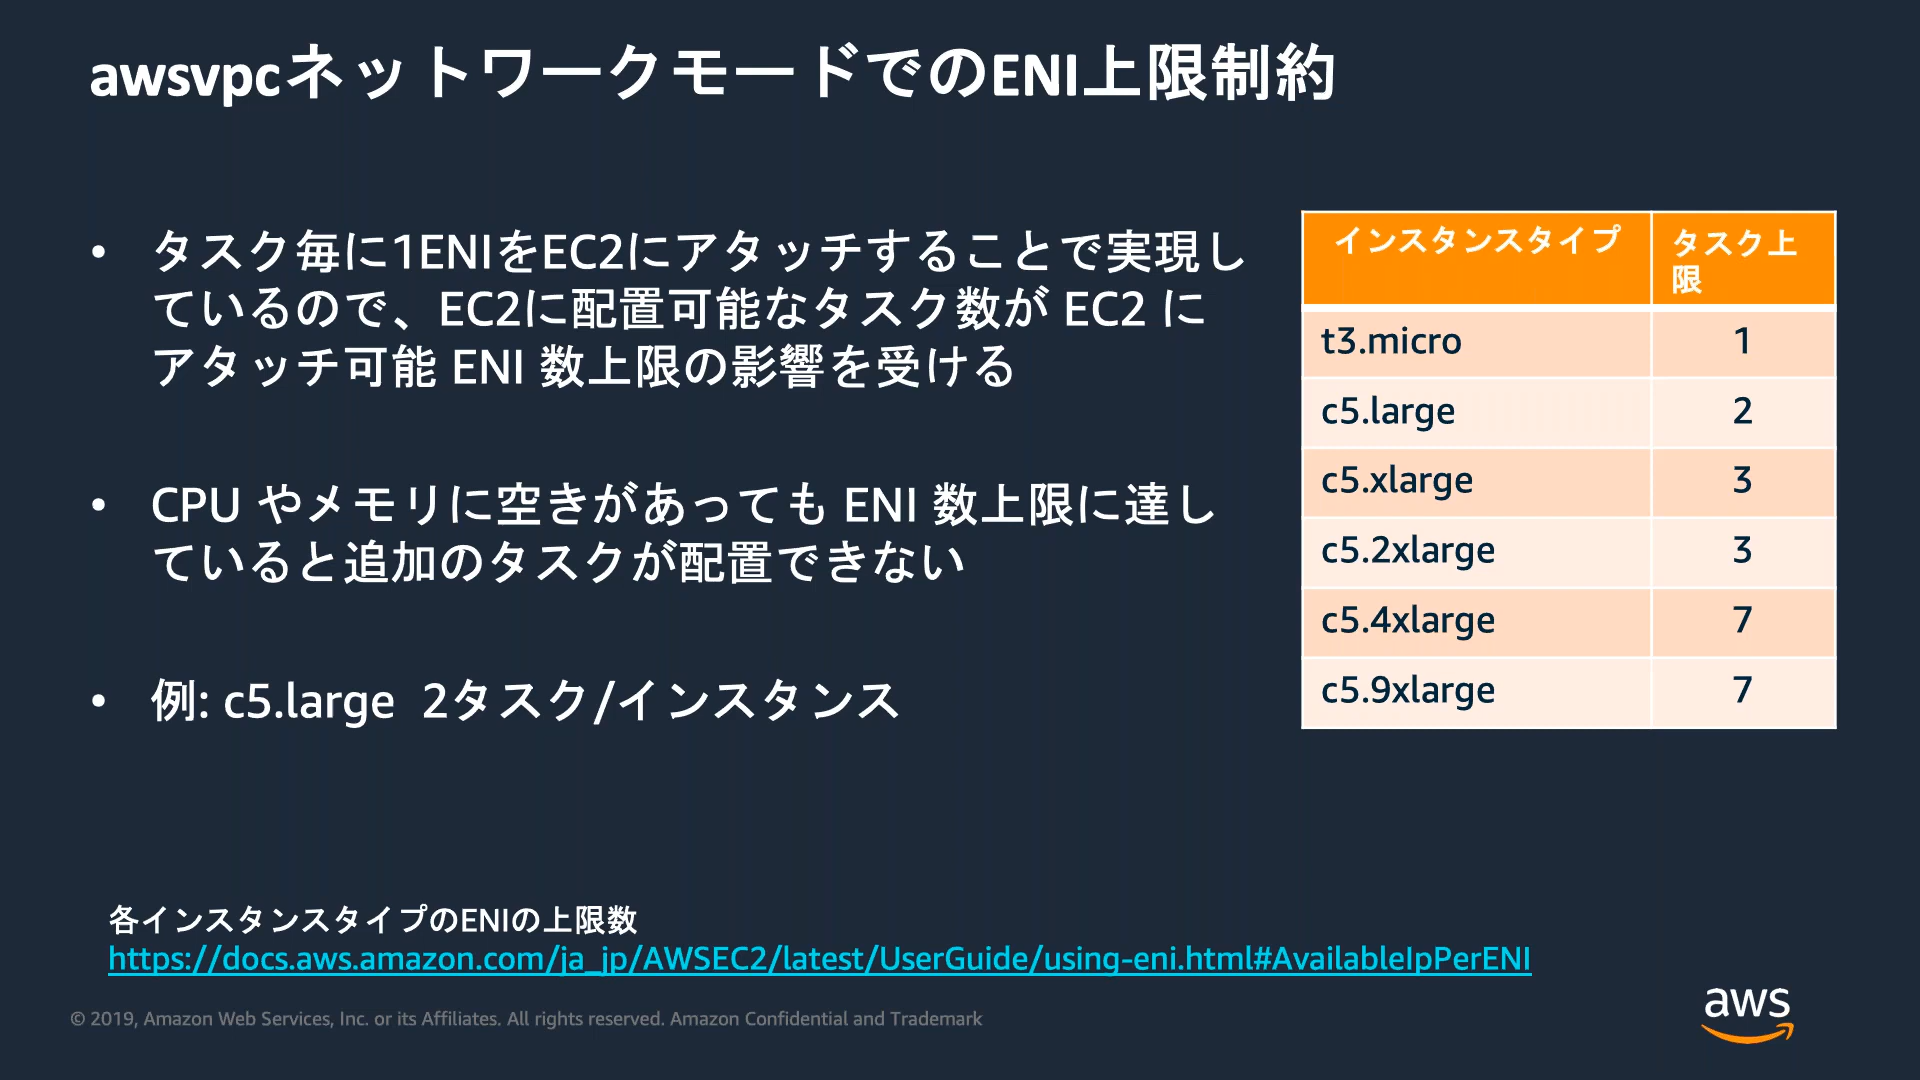 awsvpcネットワークモードでのENI上限制約
• タスク毎に1ENIをEC2にアタッチすることで実現し
ているので、EC2に配置可能なタスク数が EC2 に
アタッチ可能 ENI 数上限の影響を受ける
• CPU やメモリに空きがあっても ENI 数上限に達し
ていると追加のタスクが配置できない
• 例: c5.large 2タスク/インスタンス
インスタンスタイプ タスク上
限
t3.micro 1
c5.large 2
c5.xlarge 3
c5.2xlarge 3
c5.4xlarge 7
c5.9xlarge 7
各インスタンスタイプのENIの上限数
https://docs.aws.amazon.com/ja_jp/AWSEC2/latest/UserGuide/using-eni.html#AvailableIpPerENI
© 2019, Amazon Web Services, Inc. or its Affiliates. All rights reserved. Amazon Confidential and Trademark
aws